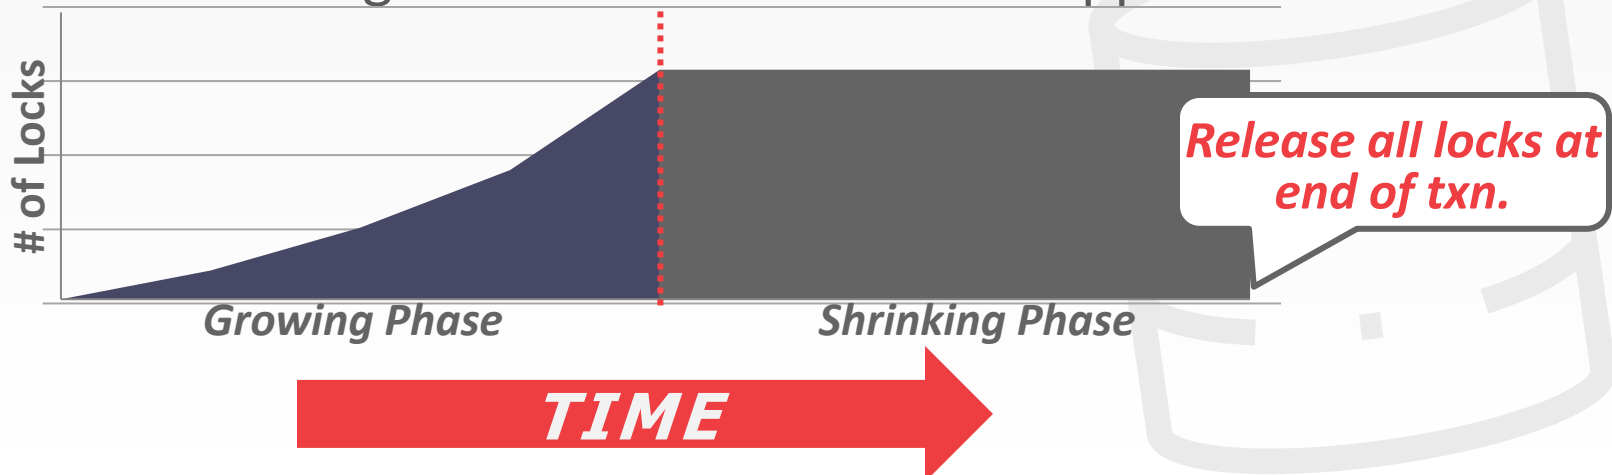 # of Locks
Release all locks at
end of txn.
Growing Phase
Shrinking Phase
TIME